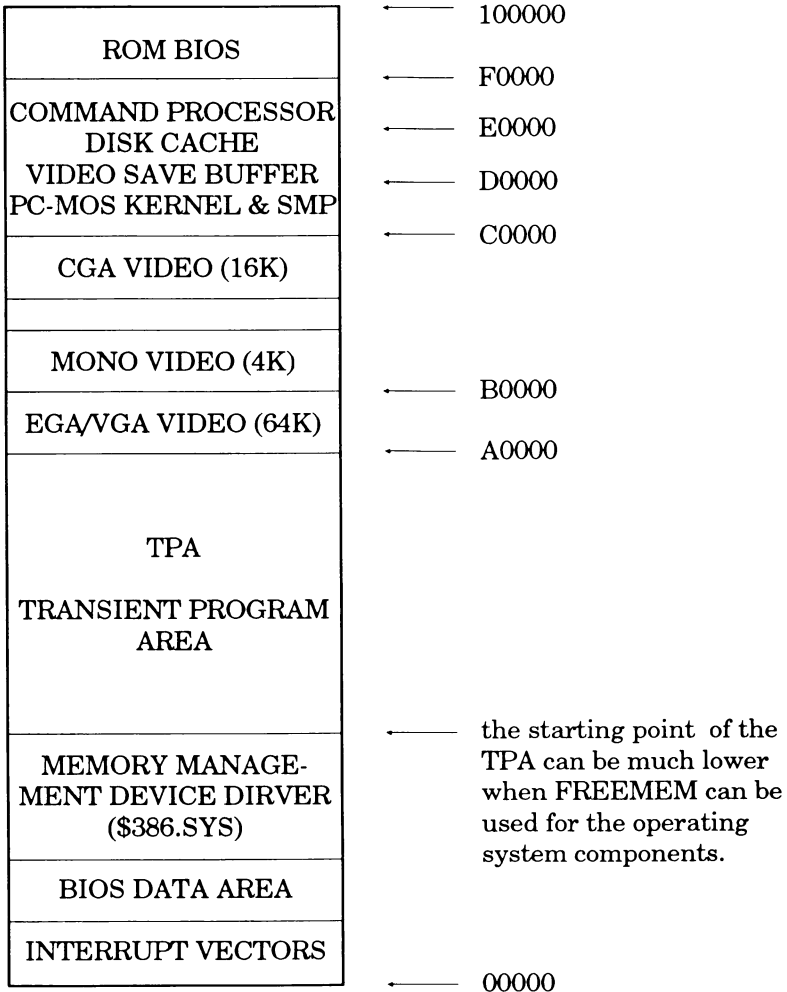 100000
ROM BIOS
F0000
COMMAND PROCESSOR
DISK CACHE
VIDEO SAVE BUFFER
PC-MOS KERNEL & SMP
E0000
D0000
C0000
CGA VIDEO (16K)
MONO VIDEO (4K)
B0000
EGA/VGA VIDEO (64K)
A0000
TPA
TRANSIENT PROGRAM
AREA
the starting point of the
TPA can be much lower
when FREEMEM can be
used for the operating
system components.
MEMORY MANAGE-
MENT DEVICE DIRVER
($386.SYS)
BIOS DATA AREA
INTERRUPT VECTORS
00000